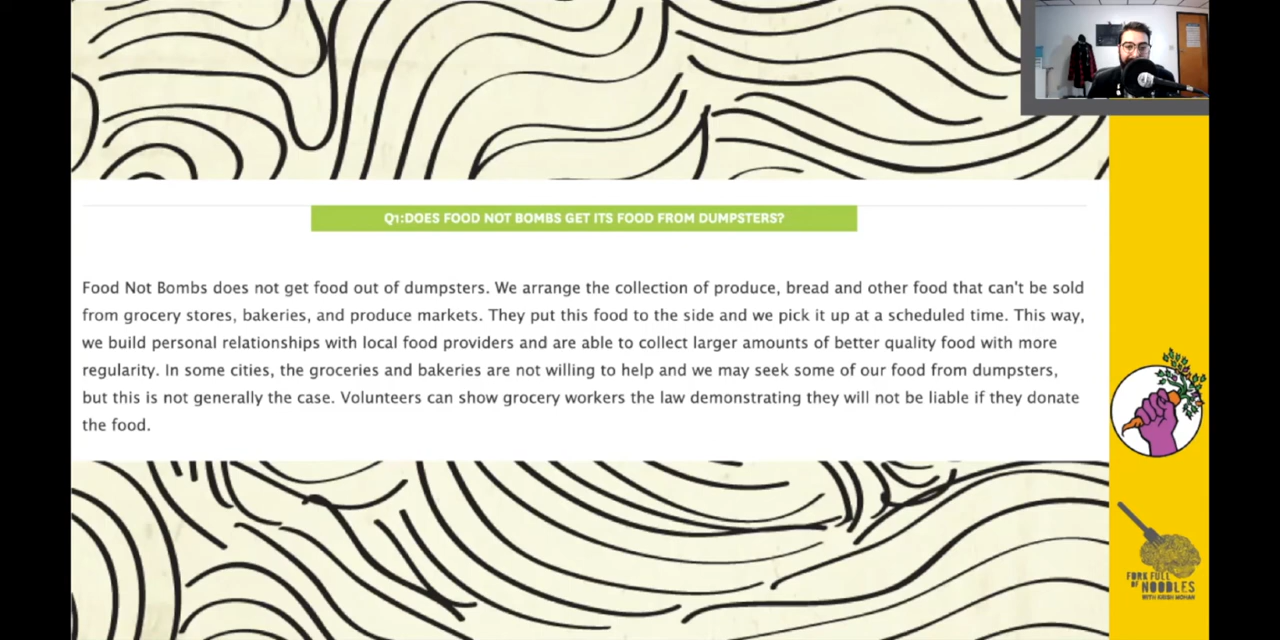 Q1:DOES FOOD NOT BOMBS GET ITS FOOD FROM DUMPSTERS?
Food Not Bombs does not get food out of dumpsters. We arrange the collection of produce, bread and other food that can't be sold
from grocery stores, bakeries, and produce markets. They put this food to the side and we pick it up at a scheduled time. This way,
we build personal relationships with local food providers and are able to collect larger amounts of better quality food with more
regularity. In some cities, the groceries and bakeries are not willing to help and we may seek some of our food from dumpsters,
but this is not generally the case. Volunteers can show grocery workers the law demonstrating they will not be liable if they donate
the food.
FORK FULL
OF NOODLES
WITH KRISH MOHAN